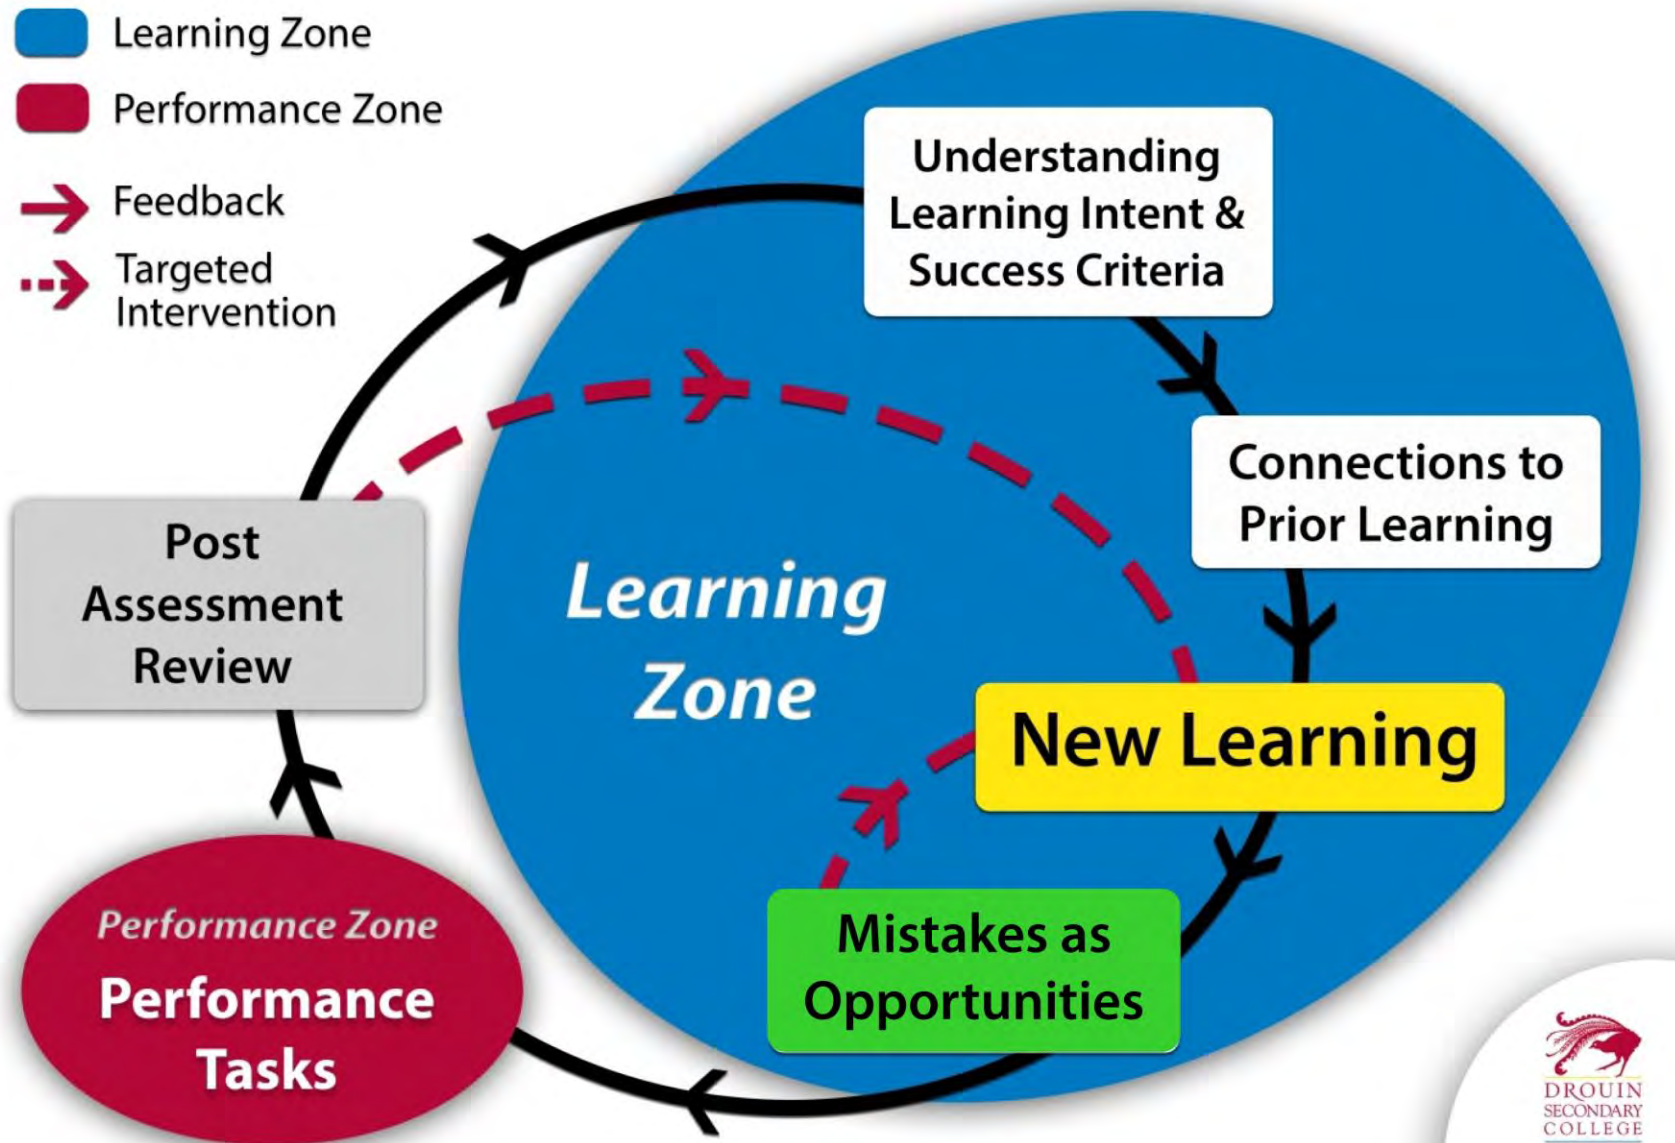 Learning Zone
Performance Zone
Feedback
Targeted
Intervention
Understanding
Learning Intent &
Success Criteria
Connections to
Prior Learning
Post
Assessment
Review
Learning
Zone
New Learning
Mistakes as
Opportunities
Performance Zone
Performance
Tasks
DROUIN
SECONDARY
COLLEGE